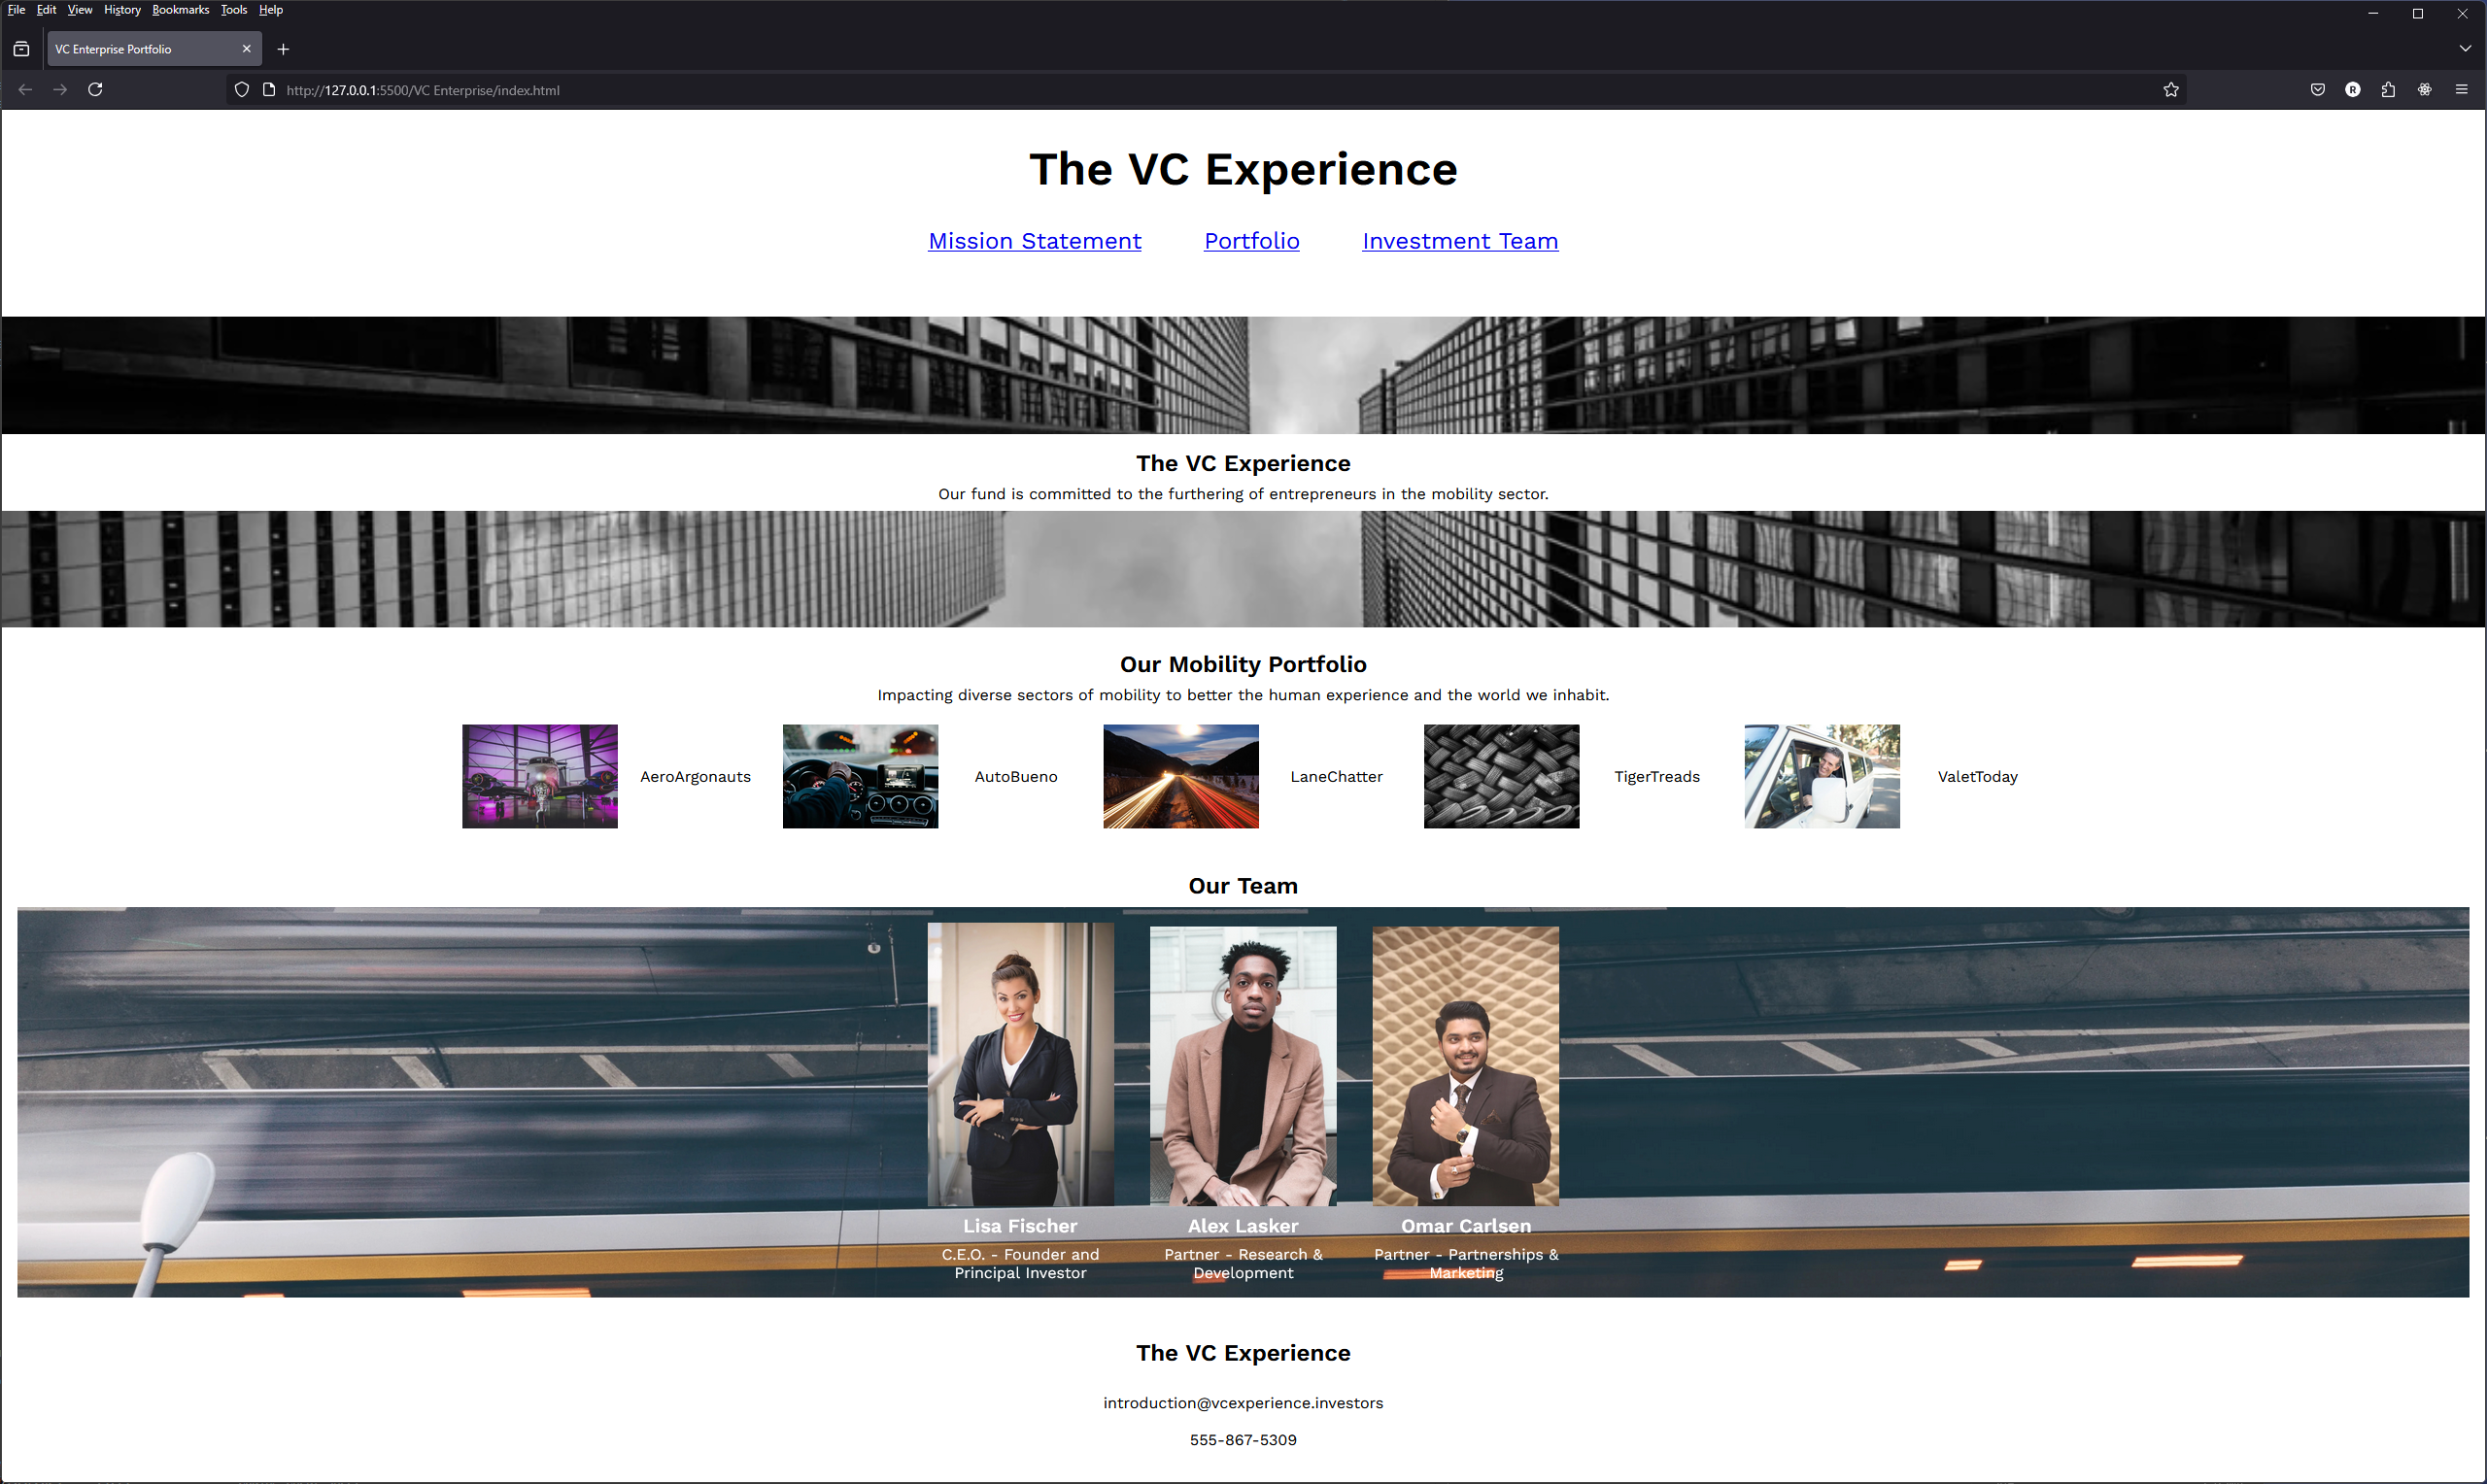 File Edit View History Bookmarks Tools Help
VC Enterprise Portfolio
http://127.0.0.1:5500/VC Enterprise/index.html
R
The VC Experience
Mission Statement Portfolio Investment Team
The VC Experience
Our fund is committed to the furthering of entrepreneurs in the mobility sector.
Our Mobility Portfolio
Impacting diverse sectors of mobility to better the human experience and the world we inhabit.
AeroArgonauts AutoBueno LaneChatter TigerTreads ValetToday
Our Team
Lisa Fischer
C.E.O. - Founder and
Principal Investor
Alex Lasker
Partner - Research &
Development
Omar Carlsen
Partner - Partnerships &
Marketing
The VC Experience
introduction@vcexperience.investors
555-867-5309